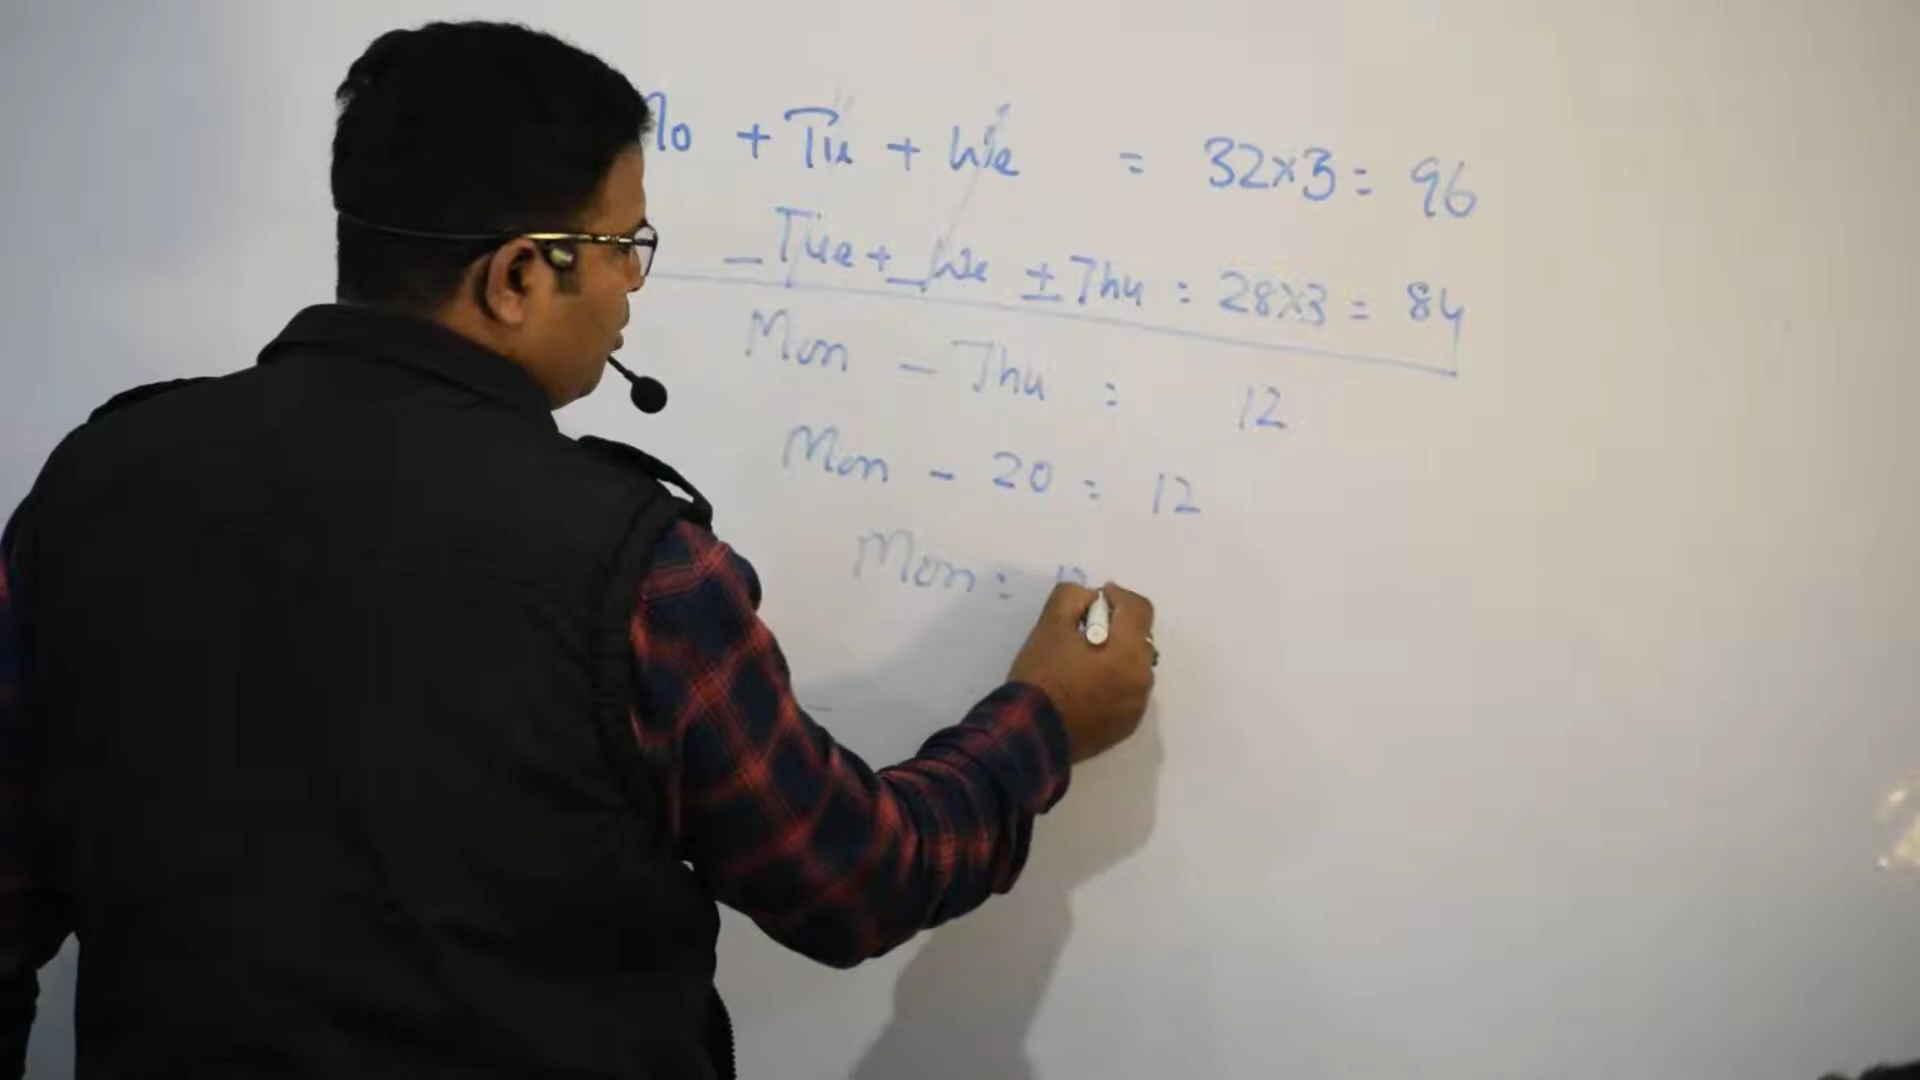 Mo + Tu + We = 32×3 = 96
_Tue + _We ± Thu = 28×3 = 84
Mon - Thu = 12
Mon - 20 = 12
Mon = 12